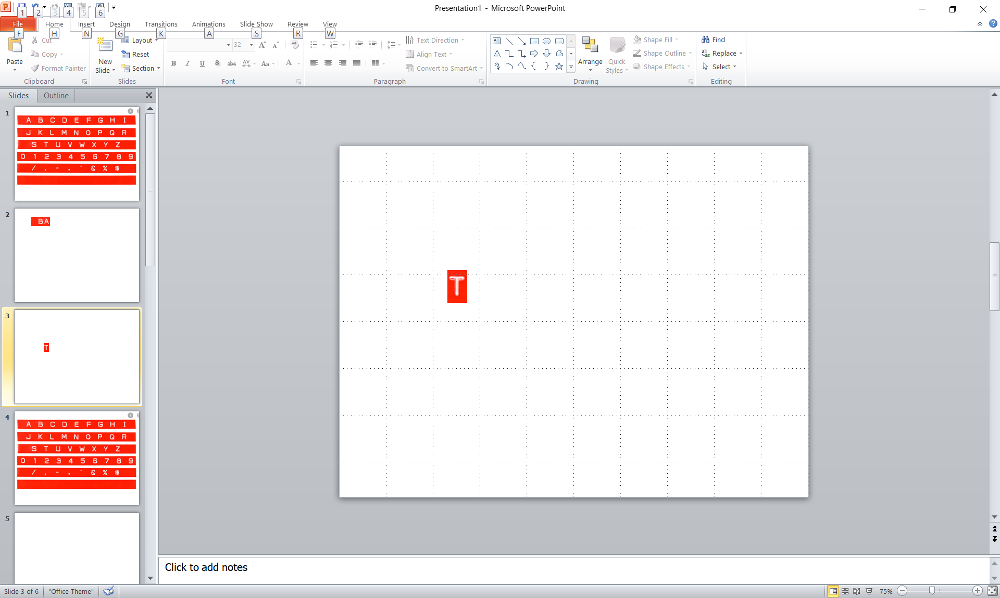 Presentation1 - Microsoft PowerPoint
1 2 3 4 5 6
File Home Insert Design Transitions Animations Slide Show Review View
F H N G K A S R W
Paste
Cut
Copy
Format Painter
Clipboard
New Slide
Layout
Reset
Section
Slides
32
B I U S abc AV Aa A
Font
Text Direction
Align Text
Convert to SmartArt
Paragraph
Arrange
Quick Styles
Shape Fill
Shape Outline
Shape Effects
Drawing
Find
Replace
Select
Editing
Slides Outline
1
A B C D E F G H I
J K L M N O P Q R
S T U V W X Y Z
0 1 2 3 4 5 6 7 8 9
/ . - . ' & % $
2
BA
3
T
4
A B C D E F G H I
J K L M N O P Q R
S T U V W X Y Z
0 1 2 3 4 5 6 7 8 9
/ . - . ' & % $
5
T
Click to add notes
Slide 3 of 6 "Office Theme" 75%